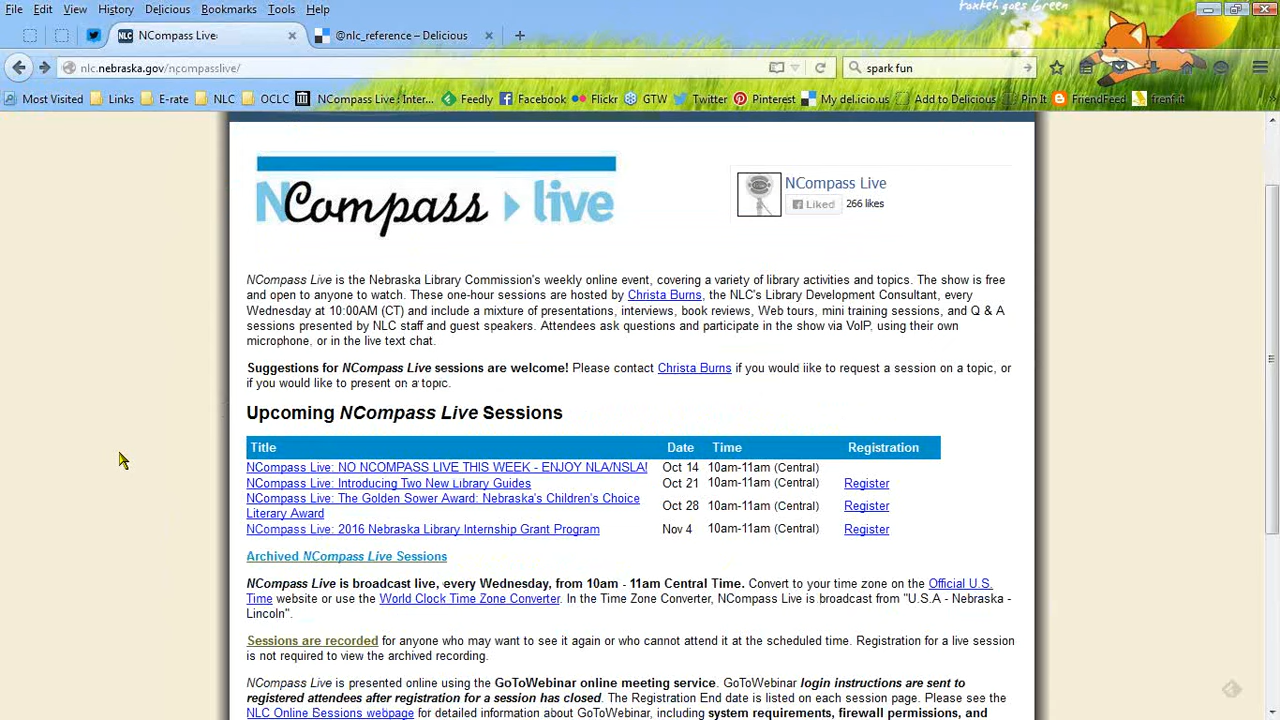 foxkeh goes Green
File Edit View History Delicious Bookmarks Tools Help
NCompass Live @nlc_reference – Delicious
nlc.nebraska.gov/ncompasslive/ spark fun
Most Visited Links E-rate NLC OCLC NCompass Live : Inter... Feedly Facebook Flickr GTW Twitter Pinterest My del.icio.us Add to Delicious Pin It FriendFeed frenf.it
NCompass live
NCompass Live
Liked 266 likes
NCompass Live is the Nebraska Library Commission's weekly online event, covering a variety of library activities and topics. The show is free
and open to anyone to watch. These one-hour sessions are hosted by Christa Burns, the NLC's Library Development Consultant, every
Wednesday at 10:00AM (CT) and include a mixture of presentations, interviews, book reviews, Web tours, mini training sessions, and Q & A
sessions presented by NLC staff and guest speakers. Attendees ask questions and participate in the show via VoIP, using their own
microphone, or in the live text chat.
Suggestions for NCompass Live sessions are welcome! Please contact Christa Burns if you would like to request a session on a topic, or
if you would like to present on a topic.
Upcoming NCompass Live Sessions
Title Date Time Registration
NCompass Live: NO NCOMPASS LIVE THIS WEEK - ENJOY NLA/NSLA! Oct 14 10am-11am (Central)
NCompass Live: Introducing Two New Library Guides Oct 21 10am-11am (Central) Register
NCompass Live: The Golden Sower Award: Nebraska's Children's Choice
Literary Award Oct 28 10am-11am (Central) Register
NCompass Live: 2016 Nebraska Library Internship Grant Program Nov 4 10am-11am (Central) Register
Archived NCompass Live Sessions
NCompass Live is broadcast live, every Wednesday, from 10am - 11am Central Time. Convert to your time zone on the Official U.S.
Time website or use the World Clock Time Zone Converter. In the Time Zone Converter, NCompass Live is broadcast from "U.S.A - Nebraska -
Lincoln".
Sessions are recorded for anyone who may want to see it again or who cannot attend it at the scheduled time. Registration for a live session
is not required to view the archived recording.
NCompass Live is presented online using the GoToWebinar online meeting service. GoToWebinar login instructions are sent to
registered attendees after registration for a session has closed. The Registration End date is listed on each session page. Please see the
NLC Online Sessions webpage for detailed information about GoToWebinar, including system requirements, firewall permissions, and